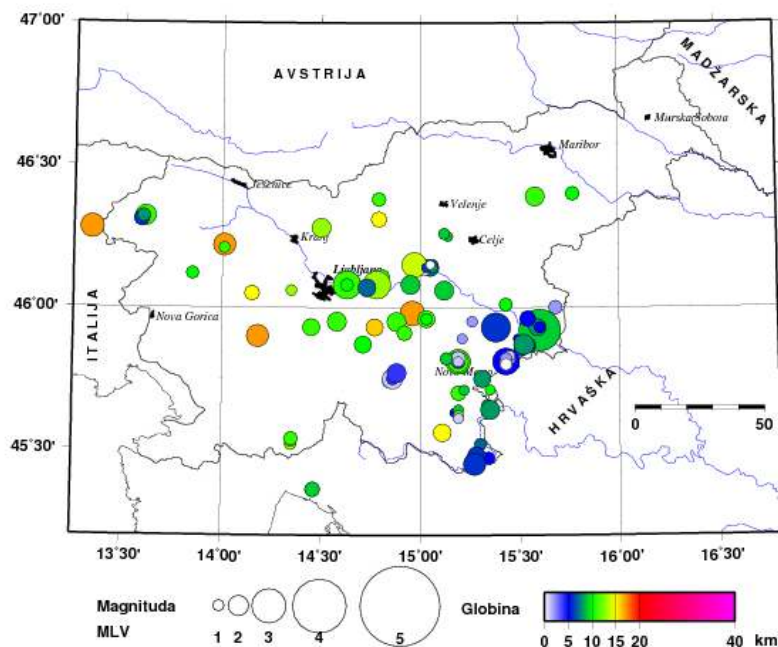 47˚00'
AVSTRIJA
MADŽARSKA
Murska Sobota
Maribor
46˚30'
Jesenice
Velenje
Kranj
Celje
Ljubljana
46˚00'
ITALIJA
Nova Gorica
Novo Mesto
HRVAŠKA
0 50
45˚30'
13˚30' 14˚00' 14˚30' 15˚00' 15˚30' 16˚00' 16˚30'
Magnituda
MLV
1 2 3 4 5
Globina
0 5 10 15 20 40 km